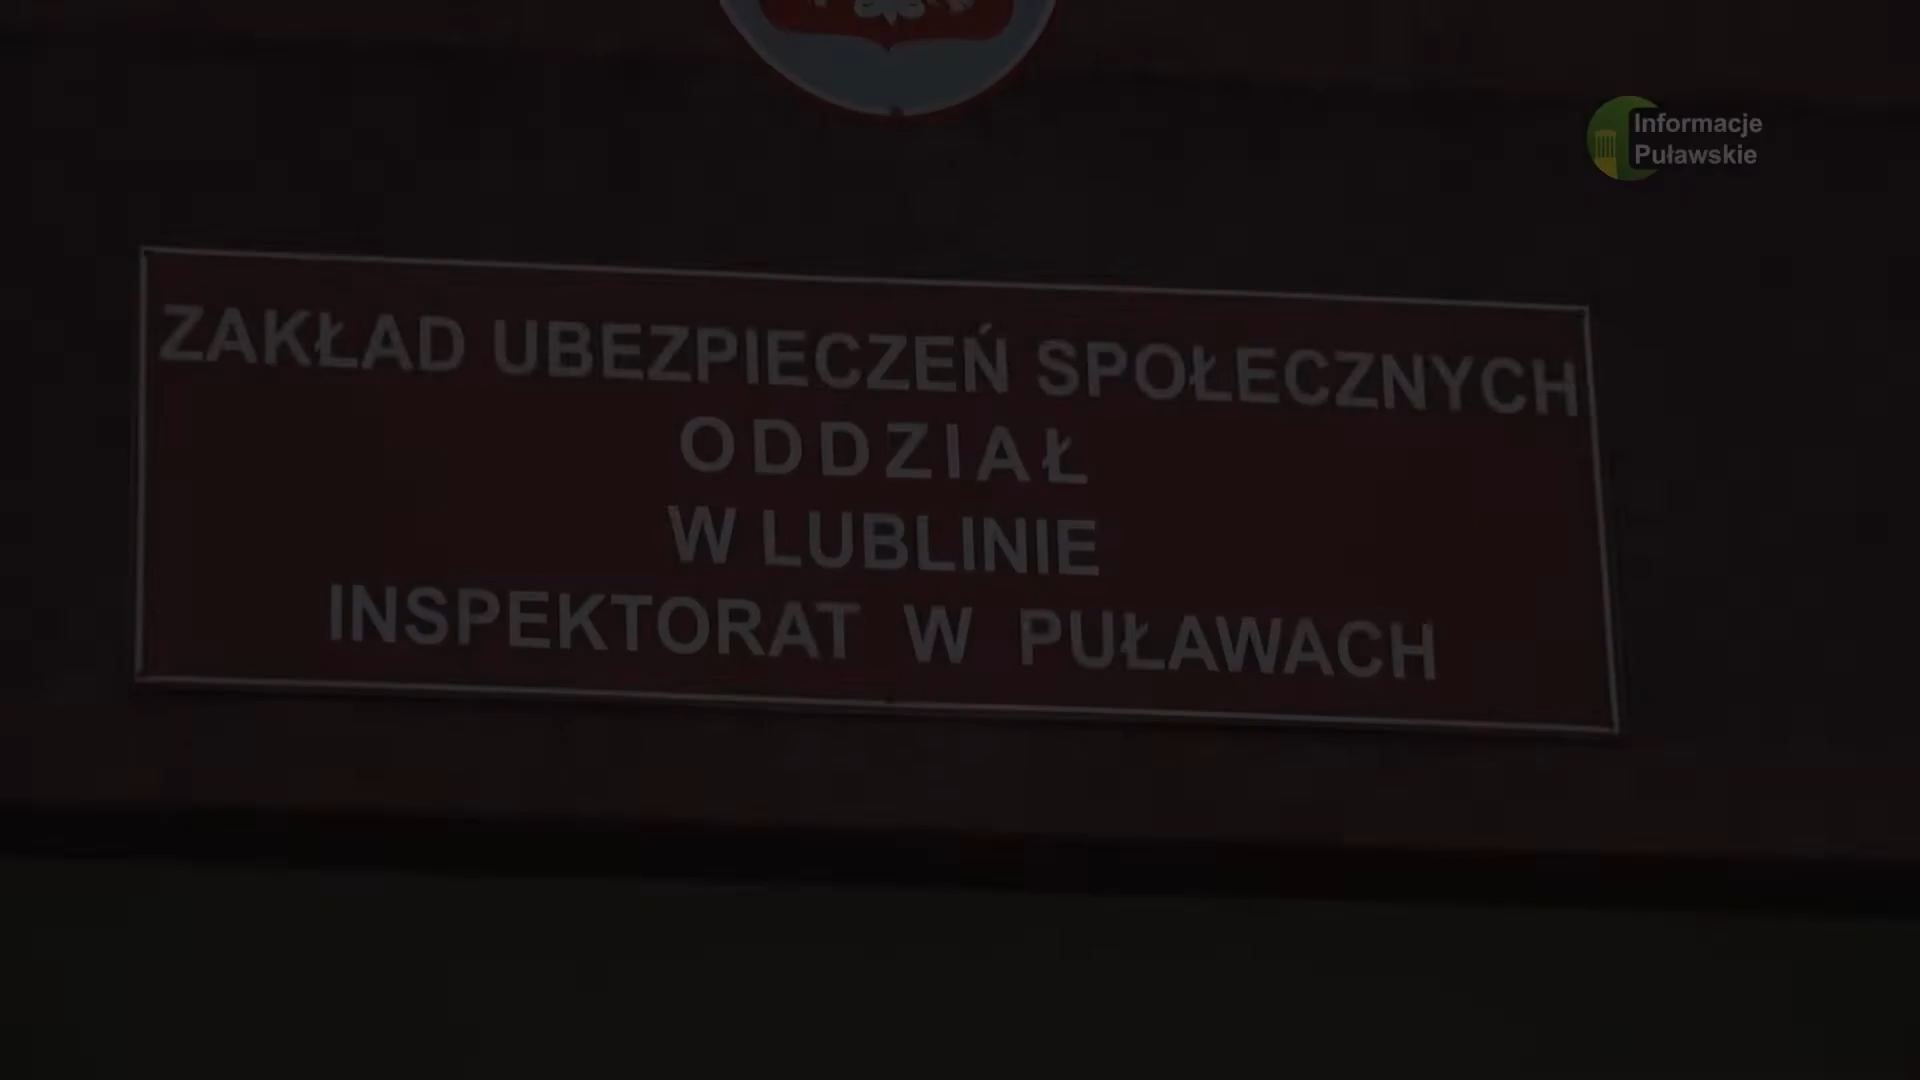 Informacje
Puławskie
ZAKŁAD UBEZPIECZEŃ SPOŁECZNYCH
ODDZIAŁ
W LUBLINIE
INSPEKTORAT W PUŁAWACH